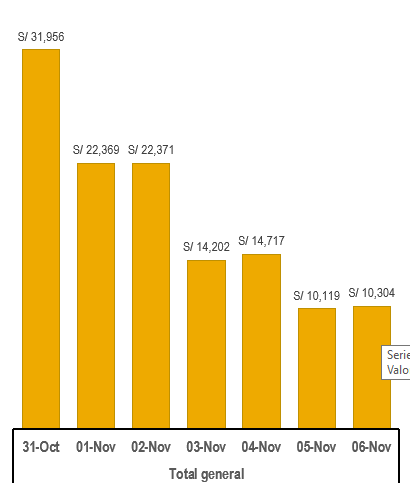 S/ 31,956
S/ 22,369 S/ 22,371
S/ 14,202 S/ 14,717
S/ 10,119 S/ 10,304
Serie
Valo
31-Oct 01-Nov 02-Nov 03-Nov 04-Nov 05-Nov 06-Nov
Total general